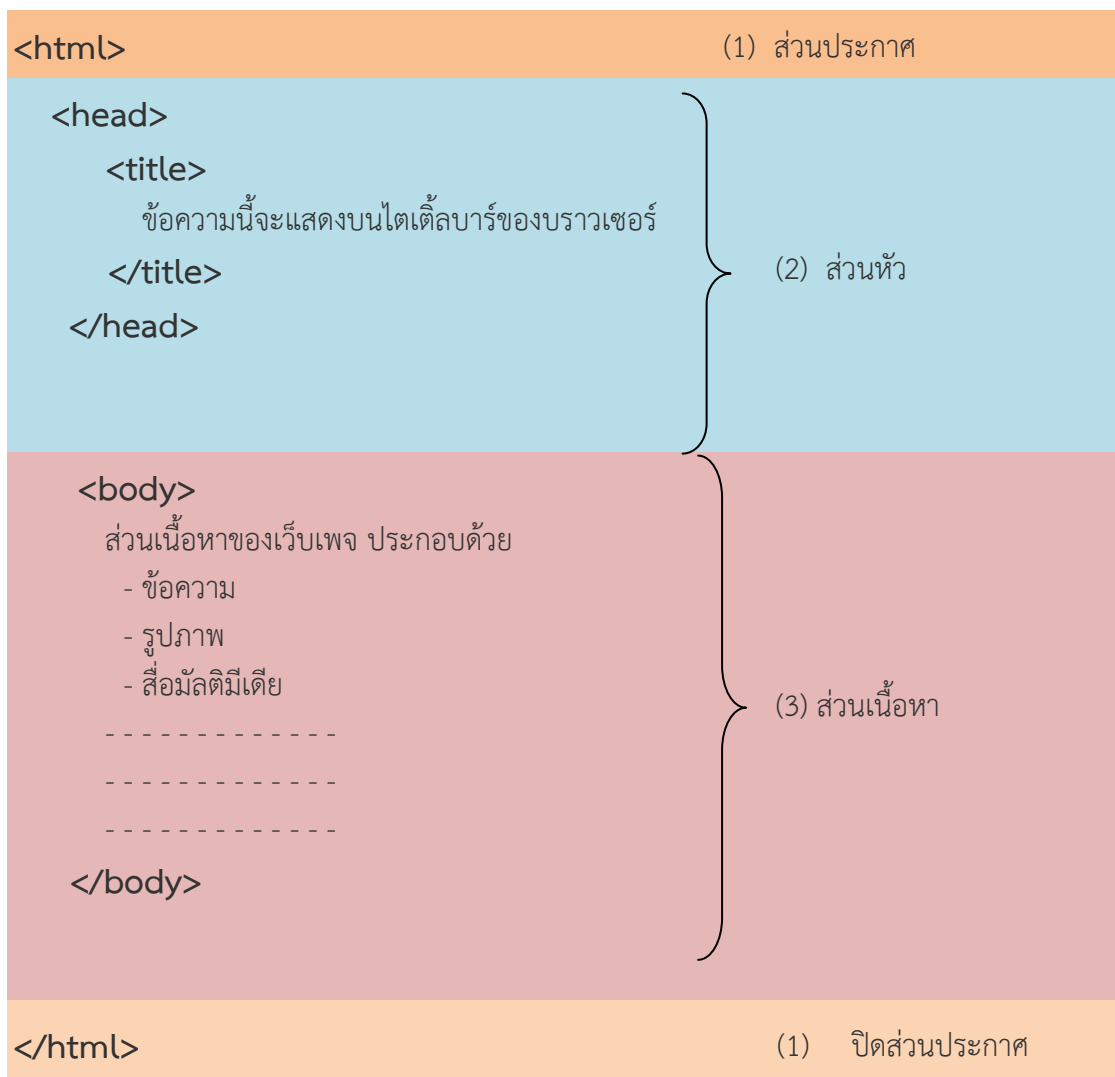 <html> (1) ส่วนประกาศ
<head>
<title>
ข้อความนี้จะแสดงบนไตเติ้ลบาร์ของบราวเซอร์
</title>
(2) ส่วนหัว
</head>
<body>
ส่วนเนื้อหาของเว็บเพจ ประกอบด้วย
- ข้อความ
- รูปภาพ
- สื่อมัลติมีเดีย
(3) ส่วนเนื้อหา
- - - - - - - - - - - - -
- - - - - - - - - - - - -
- - - - - - - - - - - - -
</body>
</html> (1) ปิดส่วนประกาศ